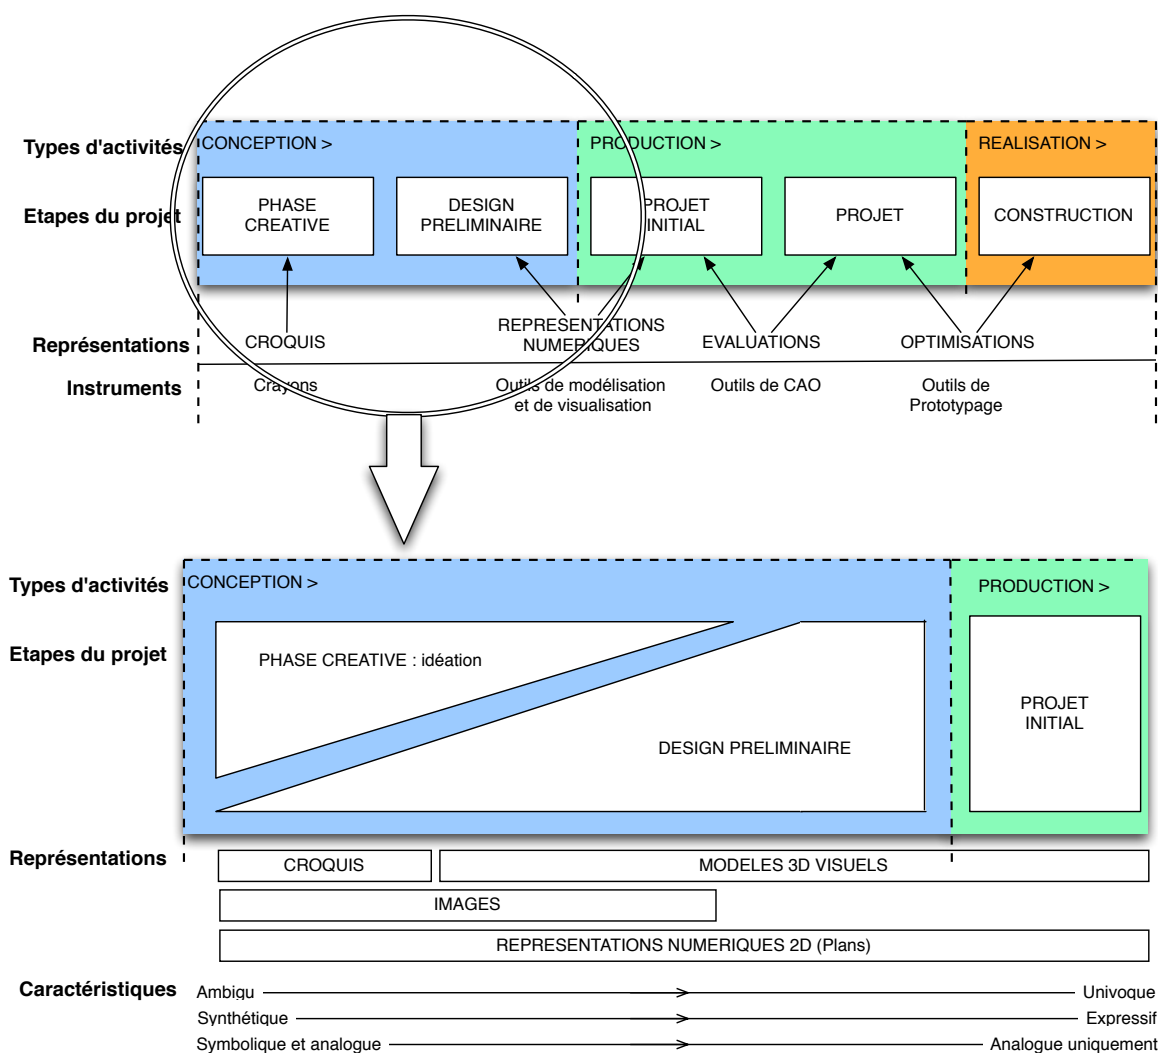 Types d'activités
CONCEPTION >
PRODUCTION >
REALISATION >
Etapes du projet
PHASE
CREATIVE
DESIGN
PRELIMINAIRE
PROJET
INITIAL
PROJET
CONSTRUCTION
Représentations
CROQUIS
REPRESENTATIONS
NUMERIQUES
EVALUATIONS
OPTIMISATIONS
Instruments
Crayons
Outils de modélisation
et de visualisation
Outils de CAO
Outils de
Prototypage
Types d'activités
CONCEPTION >
PRODUCTION >
Etapes du projet
PHASE CREATIVE : idéation
DESIGN PRELIMINAIRE
PROJET
INITIAL
Représentations
CROQUIS
MODELES 3D VISUELS
IMAGES
REPRESENTATIONS NUMERIQUES 2D (Plans)
Caractéristiques
Ambigu
Univoque
Synthétique
Expressif
Symbolique et analogue
Analogue uniquement